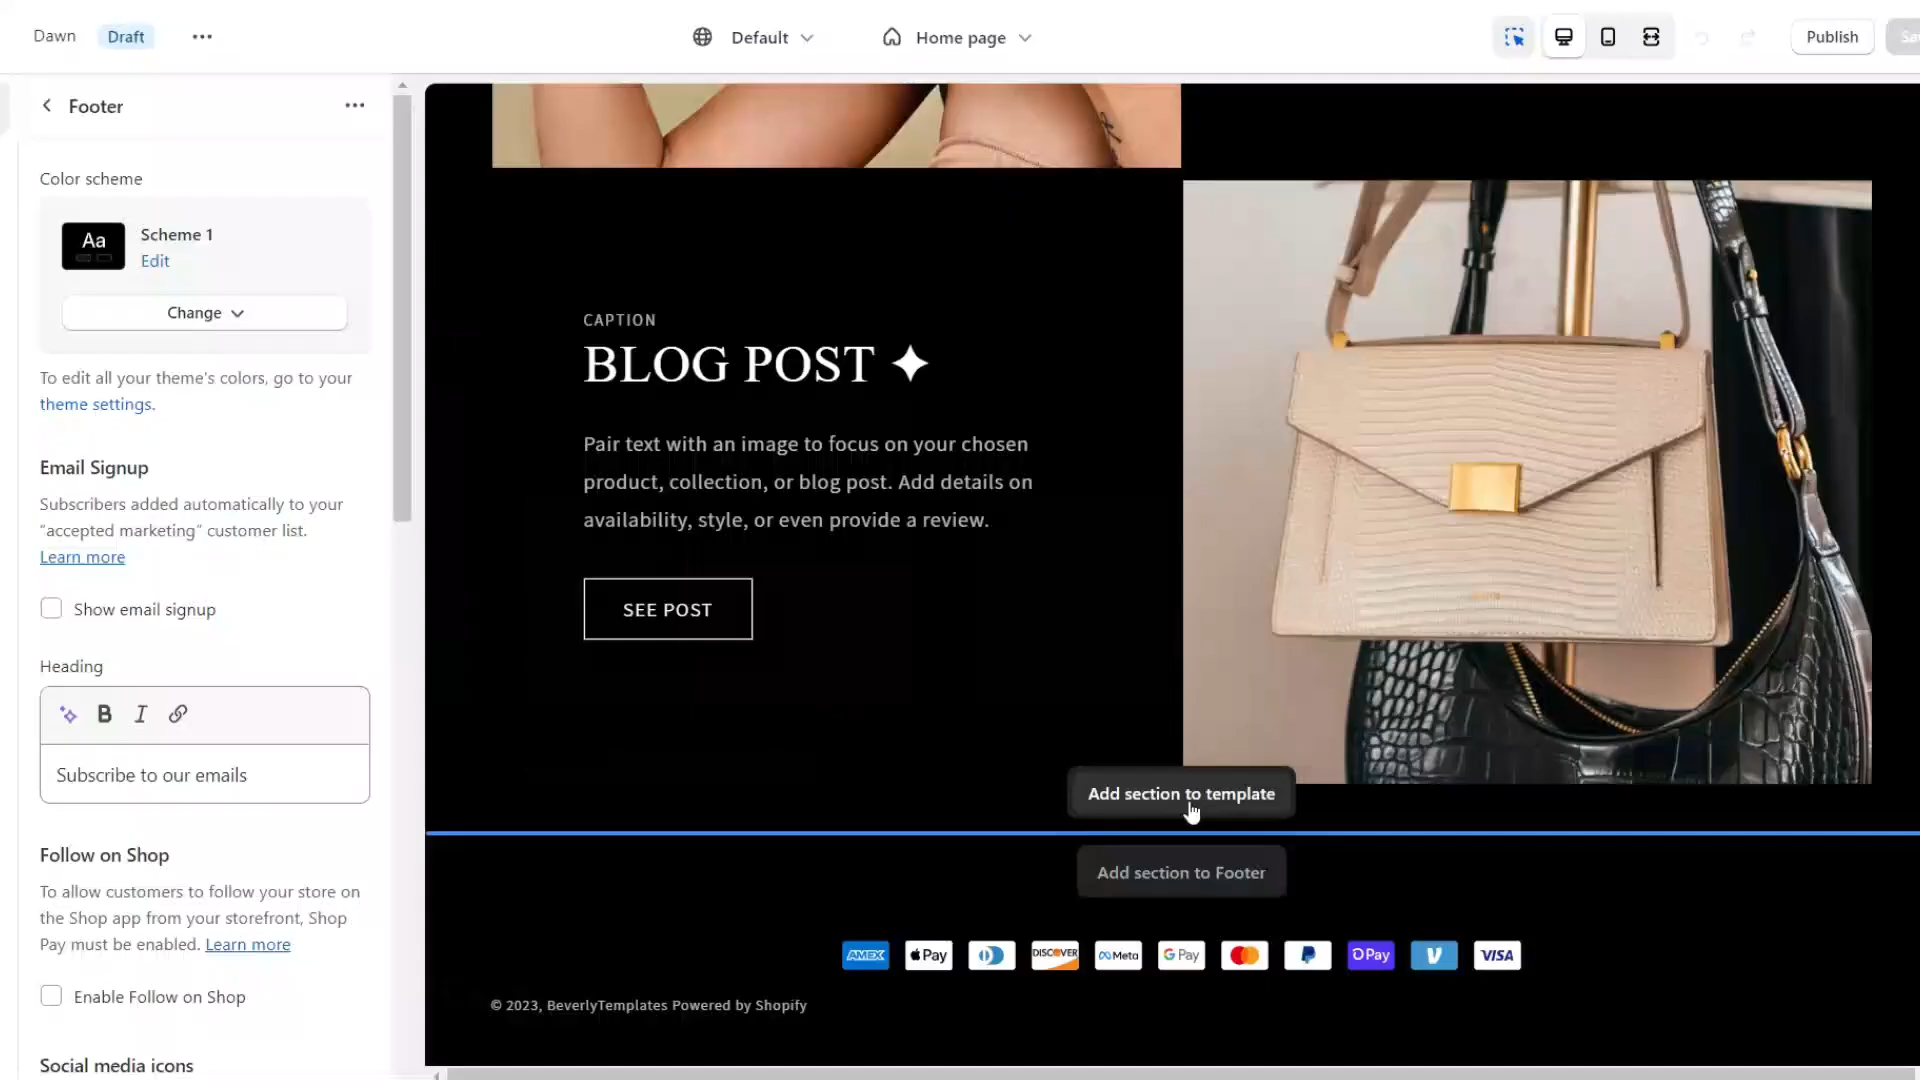 Dawn Draft
Default Home page
Publish
Footer
Color scheme
Aa
Scheme 1
Edit
Change
To edit all your theme's colors, go to your
theme settings.
Email Signup
Subscribers added automatically to your
“accepted marketing” customer list.
Learn more
Show email signup
Heading
B I
Subscribe to our emails
Follow on Shop
To allow customers to follow your store on
the Shop app from your storefront, Shop
Pay must be enabled. Learn more
Enable Follow on Shop
Social media icons
CAPTION
BLOG POST ✦
Pair text with an image to focus on your chosen
product, collection, or blog post. Add details on
availability, style, or even provide a review.
SEE POST
Add section to template
Add section to Footer
AMEX Pay DISCOVER Meta G Pay Pay VISA
© 2023, BeverlyTemplates Powered by Shopify